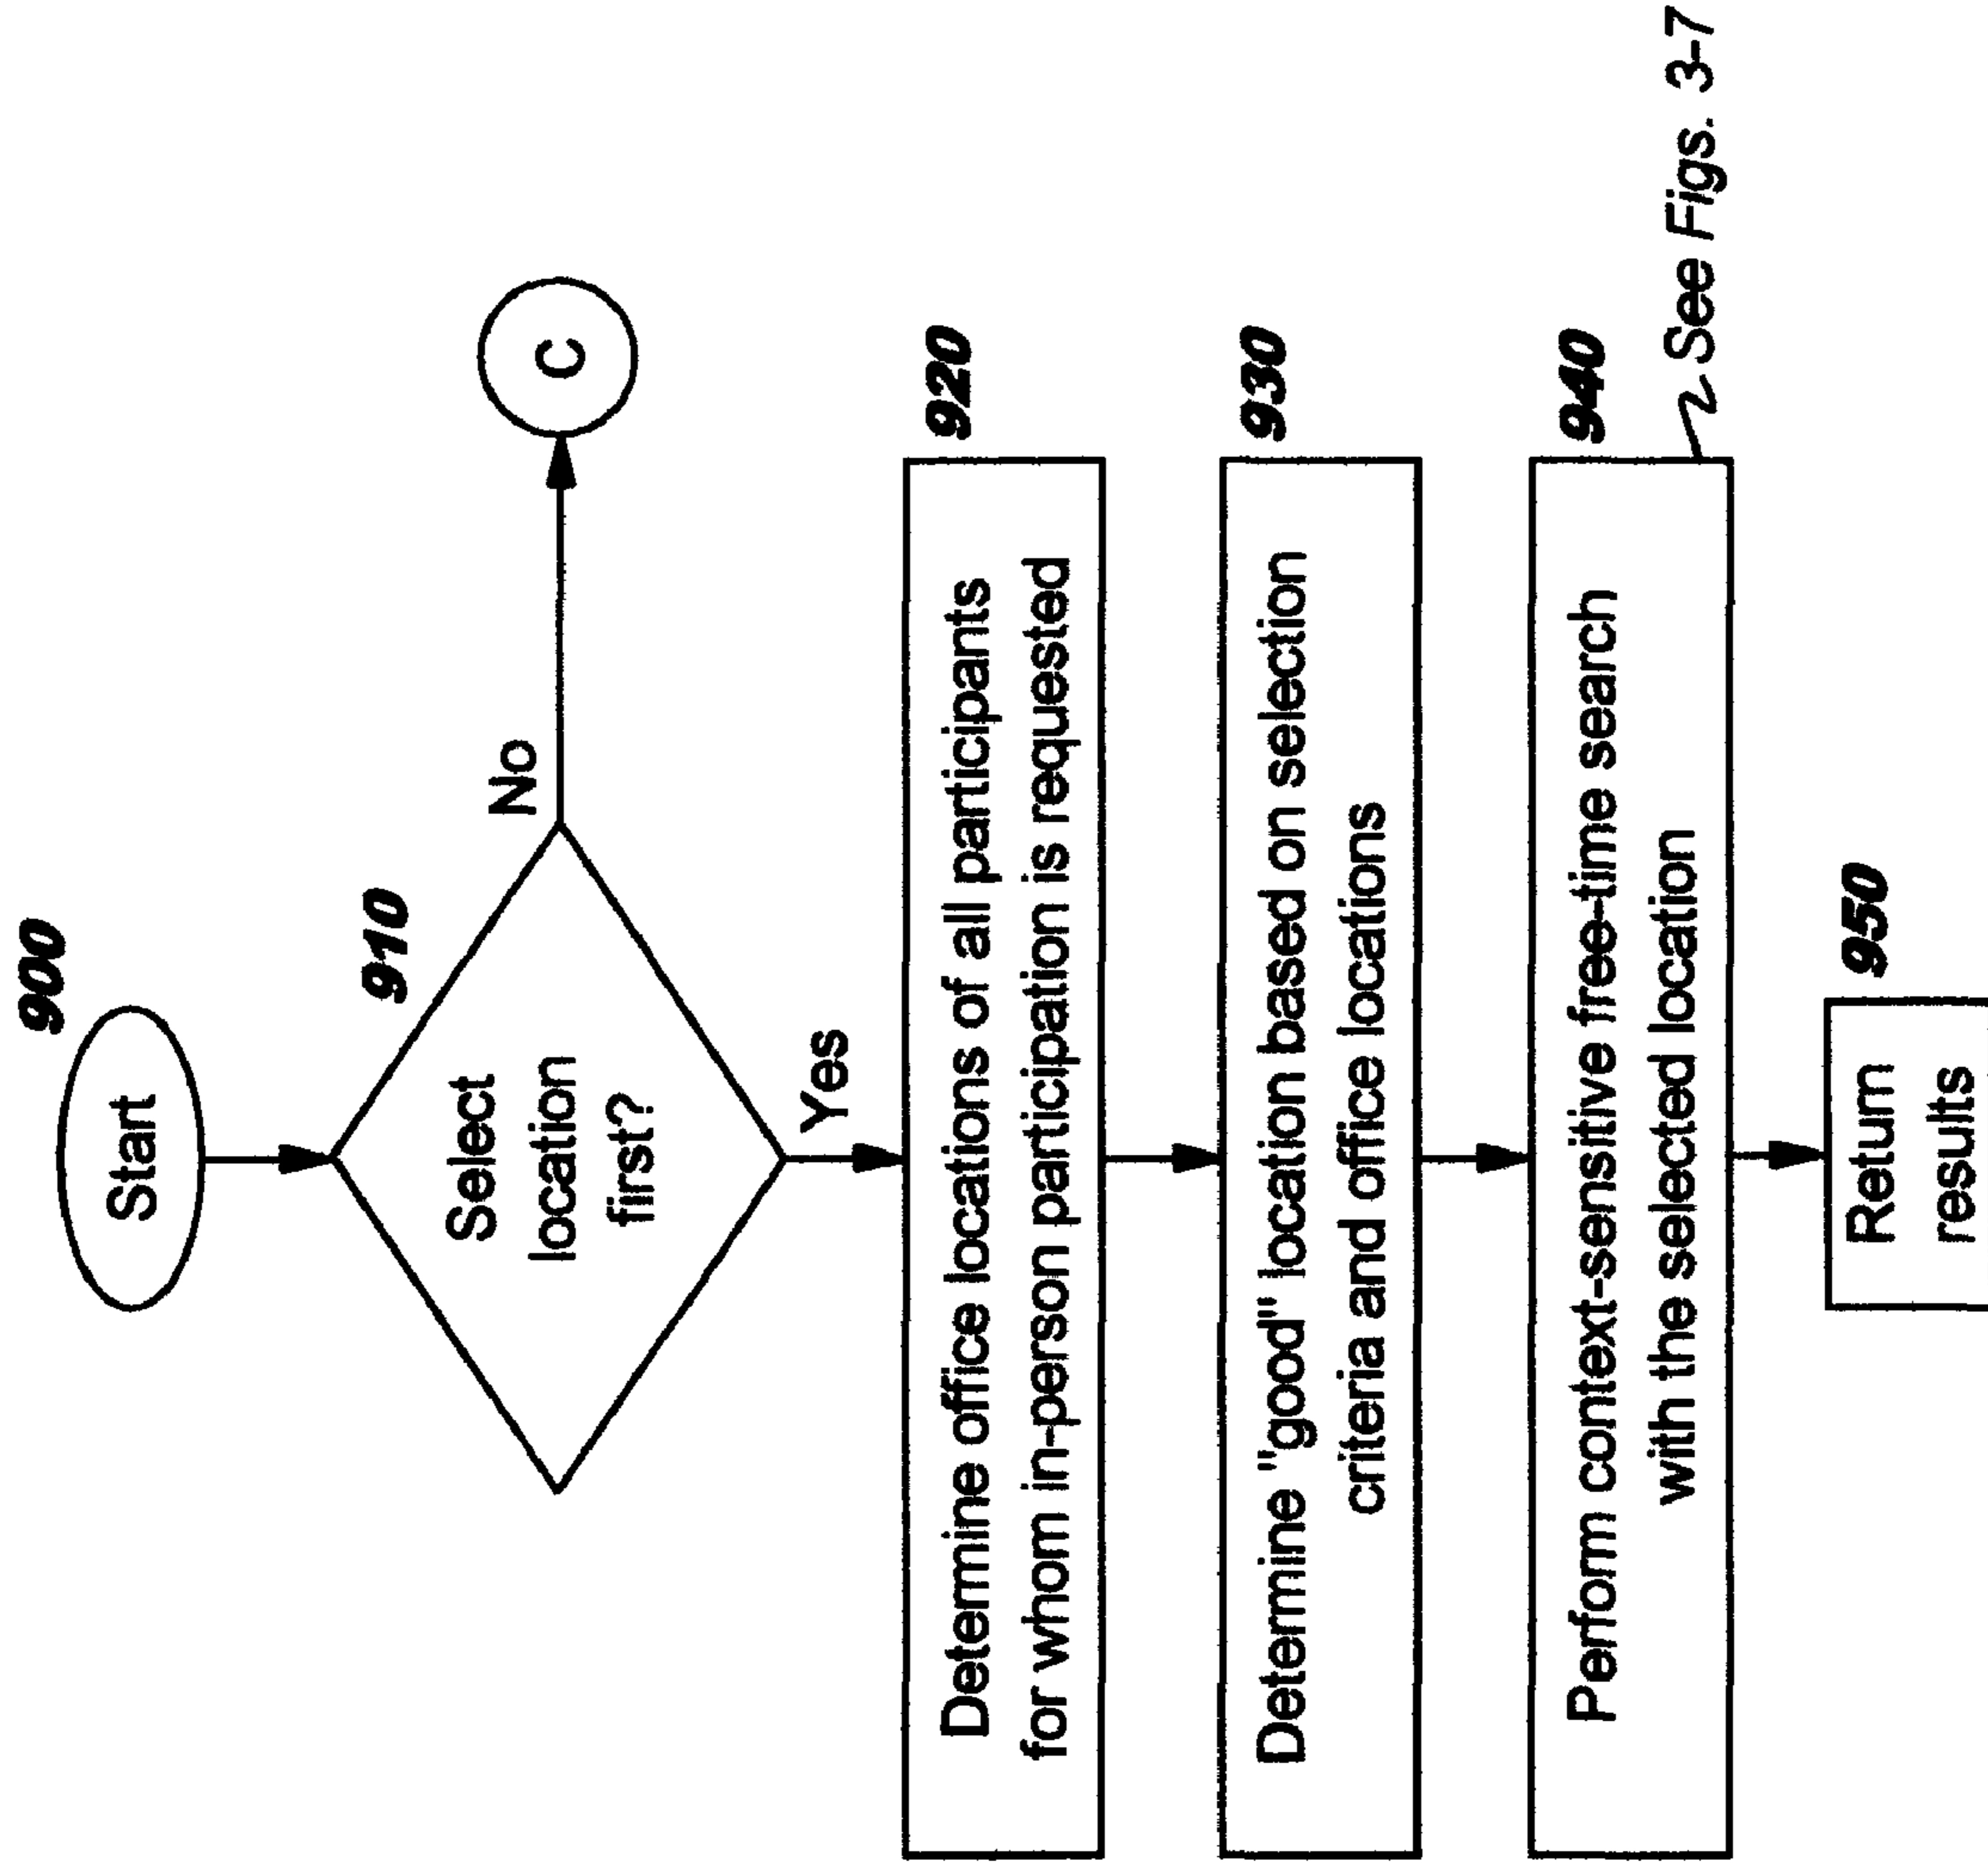 900
Start
910
Select
location
first?
No
C
Yes
920
Determine office locations of all participants
for whom in-person participation is requested
930
Determine "good" location based on selection
criteria and office locations
940
Perform context-sensitive free-time search
with the selected location
See Figs. 3-7
950
Return
results